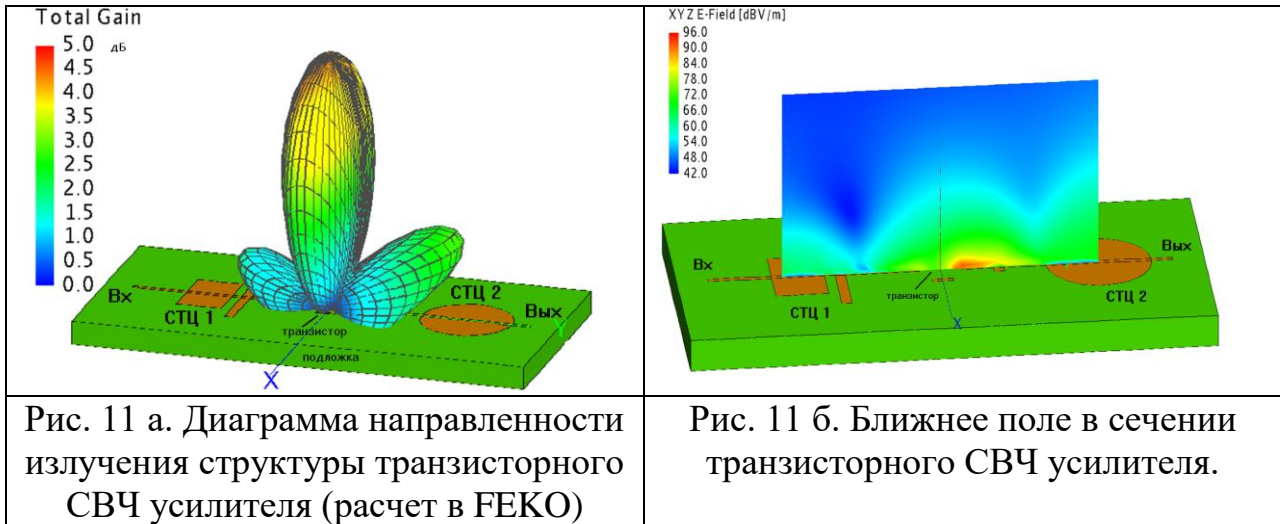 Total Gain
5.0 дБ
4.5
4.0
3.5
3.0
2.5
2.0
1.5
1.0
0.5
0.0
Вх
СТЦ 1
транзистор
подложка
СТЦ 2
Вых
Y
X
XYZ E-Field [dBV/m]
96.0
90.0
84.0
78.0
72.0
66.0
60.0
54.0
48.0
42.0
Вх
СТЦ 1
транзистор
X
СТЦ 2
Вых
Рис. 11 а. Диаграмма направленности
излучения структуры транзисторного
СВЧ усилителя (расчет в FEKO)
Рис. 11 б. Ближнее поле в сечении
транзисторного СВЧ усилителя.